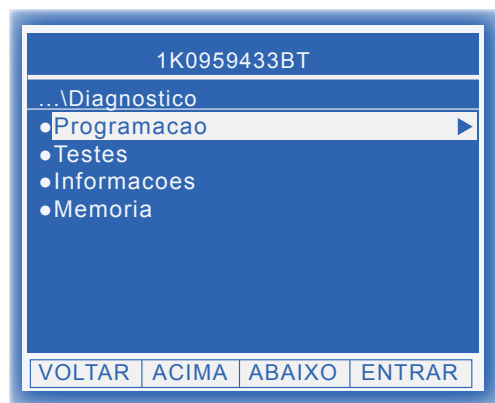 1K0959433BT
...\Diagnostico
●Programacao
●Testes
●Informacoes
●Memoria
VOLTAR ACIMA ABAIXO ENTRAR